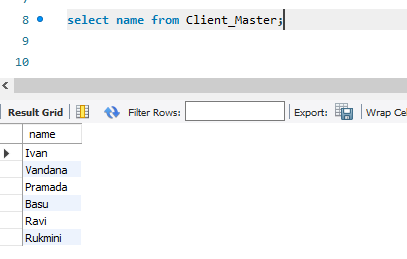 8 select name from Client_Master;
9
10
Result Grid Filter Rows: Export: Wrap Cel
name
Ivan
Vandana
Pramada
Basu
Ravi
Rukmini